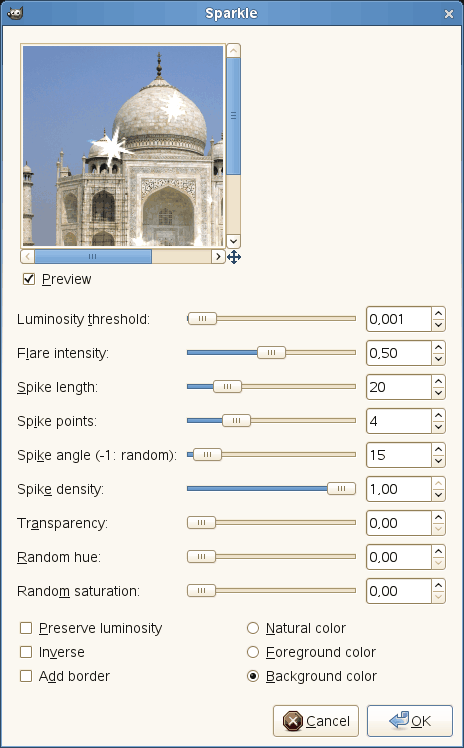 Sparkle
Preview
Luminosity threshold: 0,001
Flare intensity: 0,50
Spike length: 20
Spike points: 4
Spike angle (-1: random): 15
Spike density: 1,00
Transparency: 0,00
Random hue: 0,00
Random saturation: 0,00
Preserve luminosity Natural color
Inverse Foreground color
Add border Background color
Cancel OK